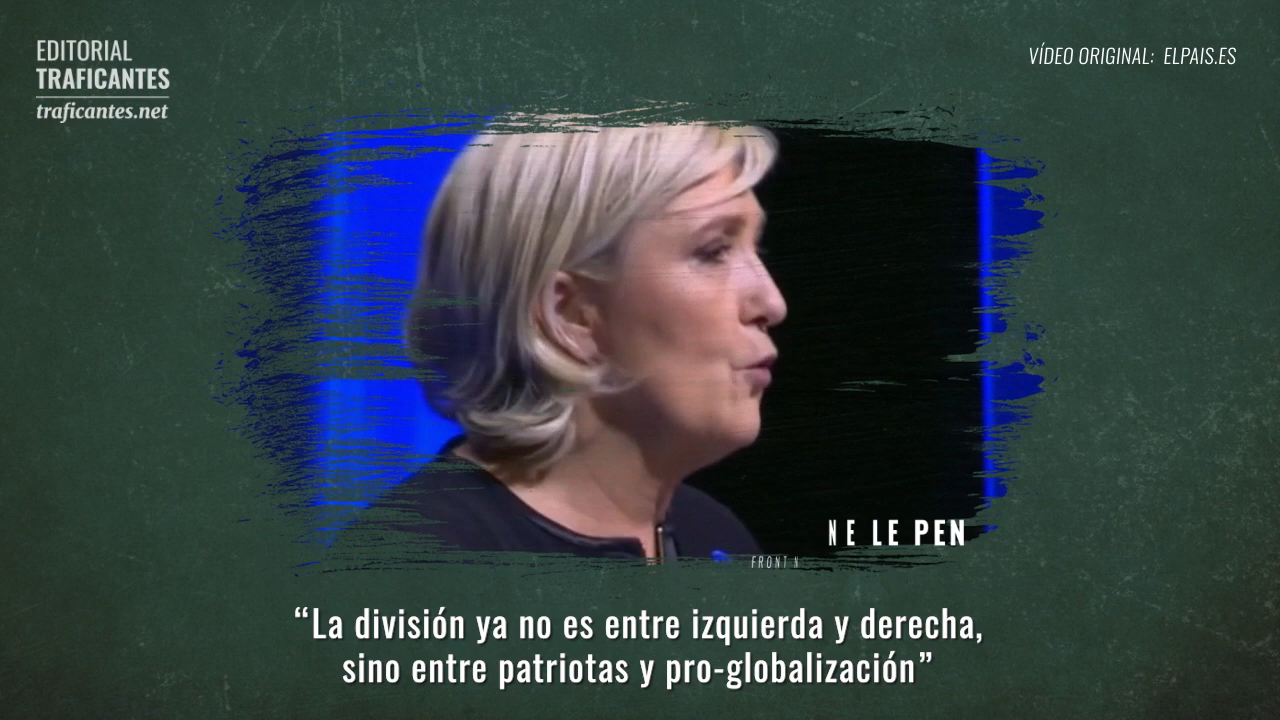 EDITORIAL
TRAFICANTES
traficantes.net
VÍDEO ORIGINAL: ELPAIS.ES
NE LE PEN
FRONT N
“La división ya no es entre izquierda y derecha,
sino entre patriotas y pro-globalización”